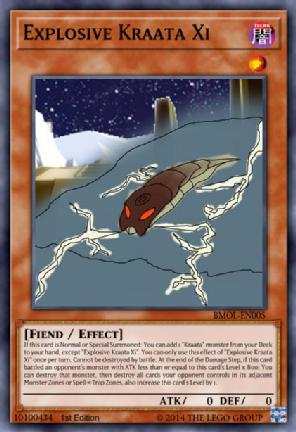 Explosive Kraata Xi
DARK
闇
BMOL-EN005
[Fiend / Effect]
If this card is Normal or Special Summoned: You can add 1 "Kraata" monster from your Deck
to your hand, except "Explosive Kraata Xi". You can only use this effect of "Explosive Kraata
Xi" once per turn. Cannot be destroyed by battle. At the end of the Damage Step, if this card
battled an opponent's monster with ATK less than or equal to this card's Level x 800: You
can destroy that monster, then destroy all cards your opponent controls in its adjacent
Monster Zones or Spell & Trap Zones, also increase this card's Level by 1.
ATK/ 0 DEF/ 0
10100434 1st Edition ©2014 THE LEGO GROUP